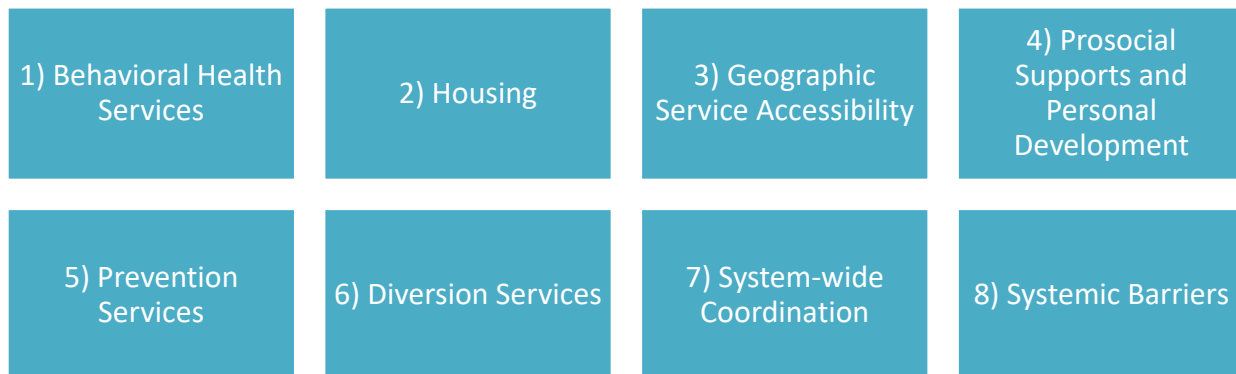 1) Behavioral Health
Services
2) Housing
3) Geographic
Service Accessibility
4) Prosocial
Supports and
Personal
Development
5) Prevention
Services
6) Diversion Services
7) System-wide
Coordination
8) Systemic Barriers